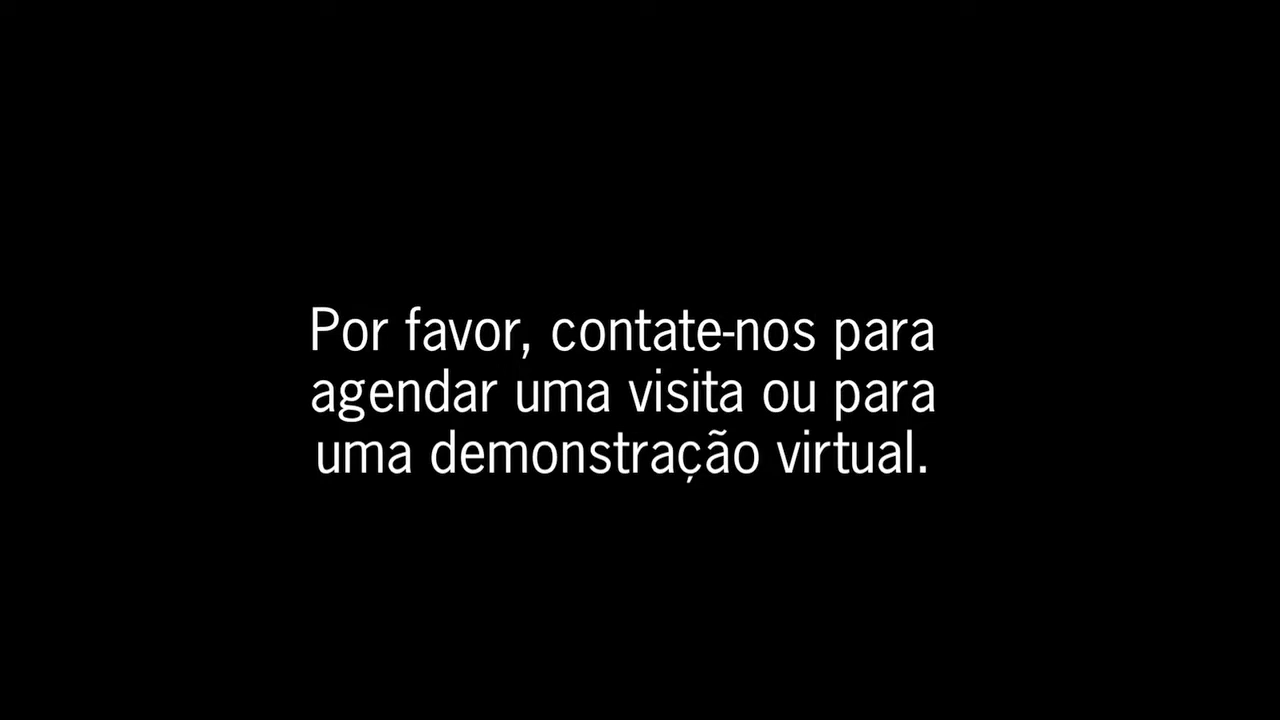 Por favor, contate-nos para
agendar uma visita ou para
uma demonstração virtual.